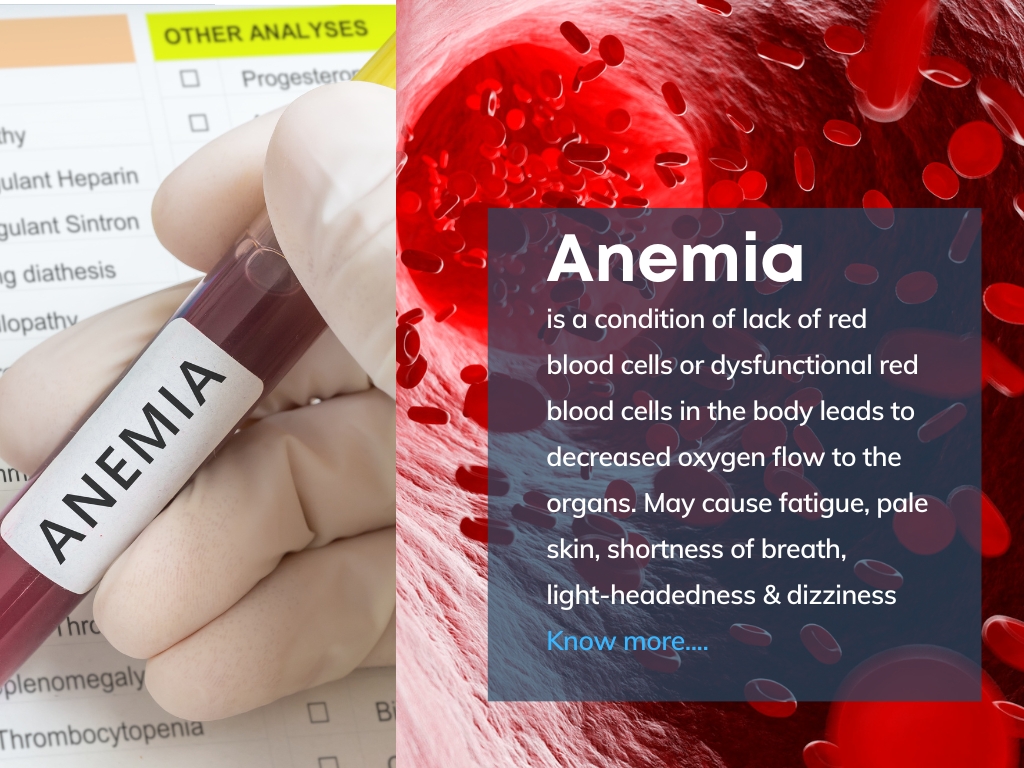 OTHER ANALYSES
Progesteron
thy
gulant Heparin
gulant Sintron
ng diathesis
lopathy
ANEMIA
Thro
plenomegaly
Thrombocytopenia
Anemia
is a condition of lack of red
blood cells or dysfunctional red
blood cells in the body leads to
decreased oxygen flow to the
organs. May cause fatigue, pale
skin, shortness of breath,
light-headedness & dizziness
Know more....